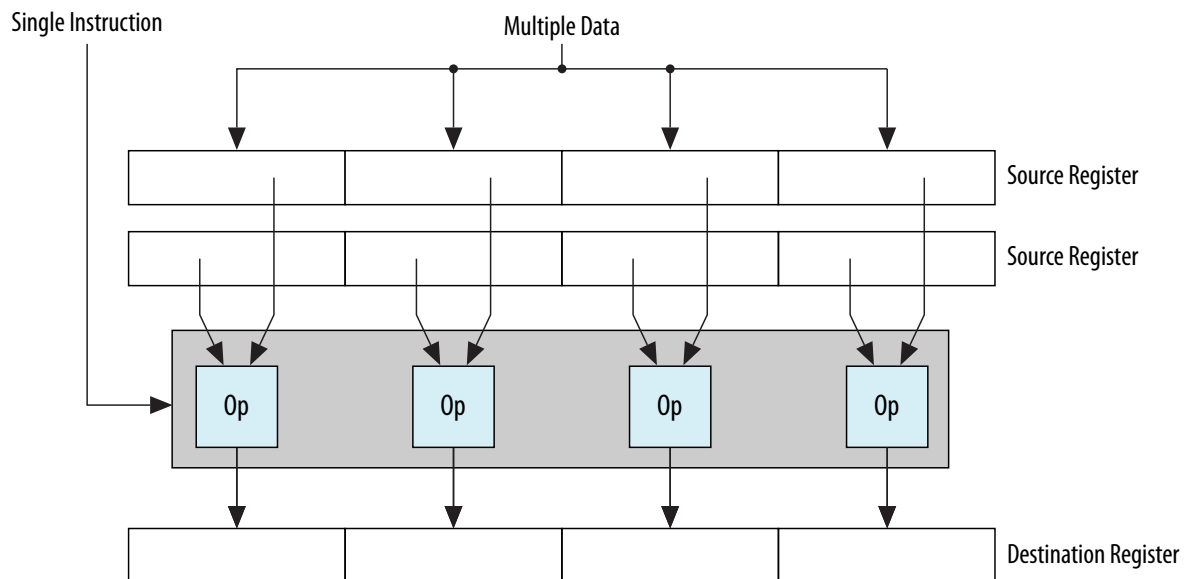 Single Instruction
Multiple Data
Source Register
Source Register
Op Op Op Op
Destination Register